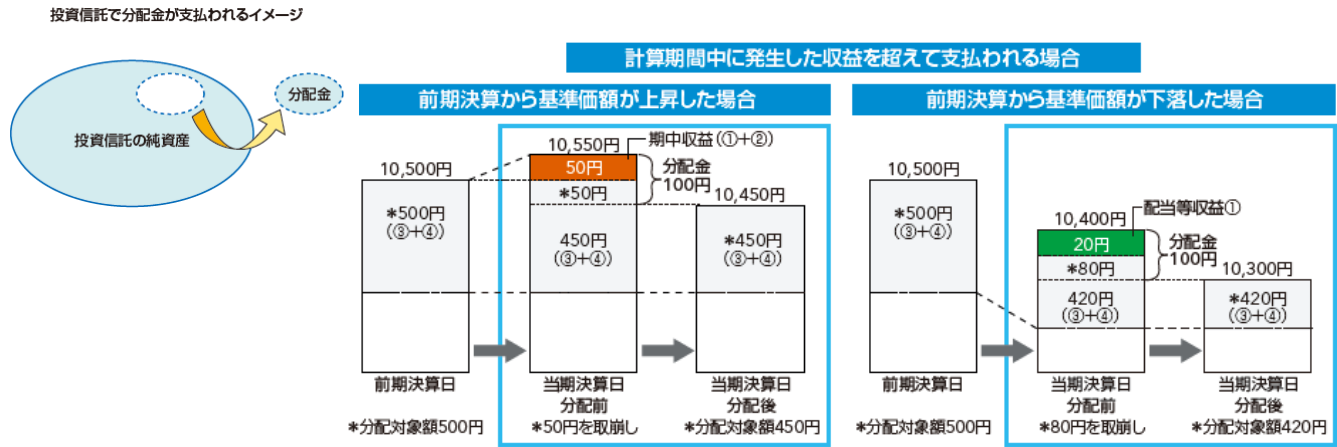 投資信託で分配金が支払われるイメージ
分配金
投資信託の純資産
計算期間中に発生した収益を超えて支払われる場合
前期決算から基準価額が上昇した場合
10,500円
*500円
(③+④)
前期決算日
*分配対象額500円
10,550円
期中収益(①+②)
50円
*50円
分配金
100円
450円
(③+④)
当期決算日
分配前
*50円を取崩し
10,450円
*450円
(③+④)
当期決算日
分配後
*分配対象額450円
前期決算から基準価額が下落した場合
10,500円
*500円
(③+④)
前期決算日
*分配対象額500円
10,400円
配当等収益①
20円
*80円
分配金
100円
420円
(③+④)
当期決算日
分配前
*80円を取崩し
10,300円
*420円
(③+④)
当期決算日
分配後
*分配対象額420円